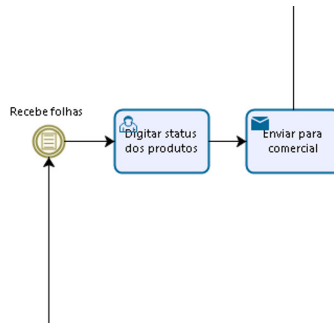 Recebe folhas
Digitar status
dos produtos
Enviar para
comercial